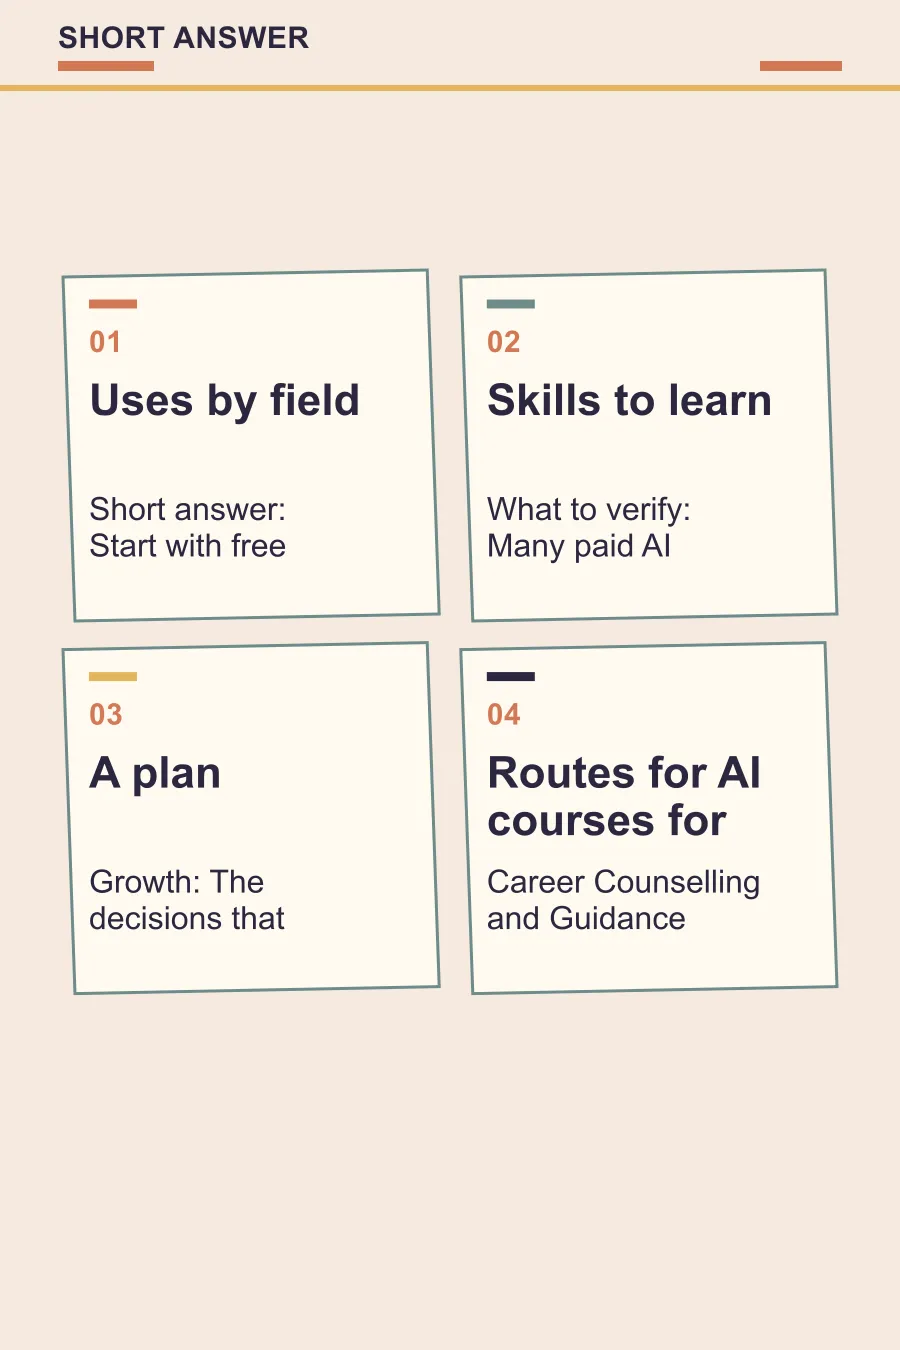 SHORT ANSWER
01
Uses by field
Short answer:
Start with free
02
Skills to learn
What to verify:
Many paid AI
03
A plan
Growth: The
decisions that
04
Routes for AI
courses for
Career Counselling
and Guidance